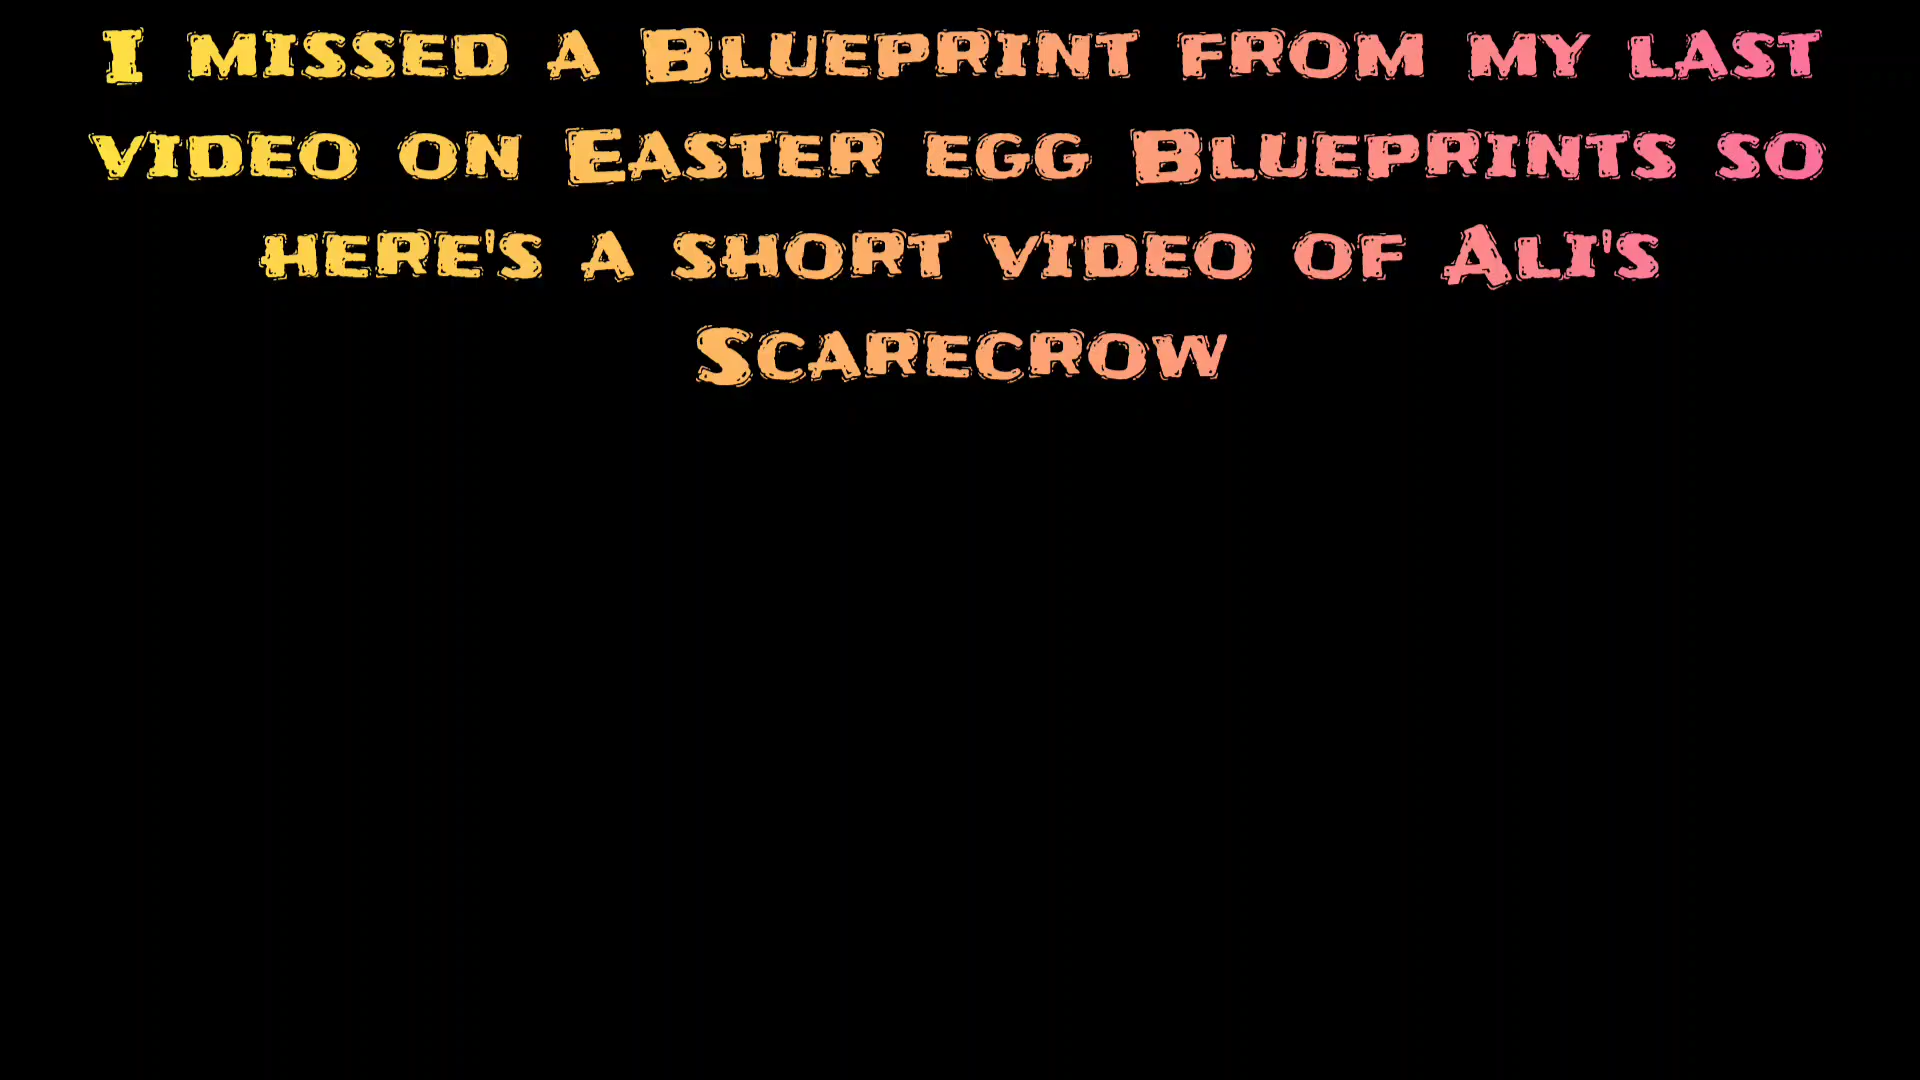 I missed a Blueprint from my last
video on Easter egg Blueprints so
here's a short video of Ali's
Scarecrow